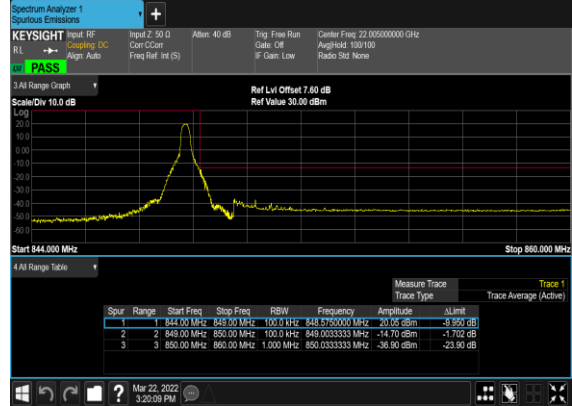 Spectrum Analyzer 1
Spurious Emissions
KEYSIGHT Input: RF Input Z: 50 Ω Atten: 40 dB Trig: Free Run Center Freq: 22.005000000 GHz
RL Coupling: DC Corr CCorr Gate: Off Avg|Hold: 100/100
Align: Auto Freq Ref: Int (S) IF Gain: Low Radio Std: None
LW PASS
3 All Range Graph
Ref Lvl Offset 7.60 dB
Scale/Div 10.0 dB Ref Value 30.00 dBm
Log
20.0
10.0
0.00
-10.0
-20.0
-30.0
-40.0
-50.0
-60.0
Start 844.000 MHz Stop 860.000 MHz
4 All Range Table
Measure Trace Trace 1
Trace Type Trace Average (Active)
Spur Range Start Freq Stop Freq RBW Frequency Amplitude ΔLimit
1 1 844.00 MHz 849.00 MHz 100.0 kHz 848.5750000 MHz 20.05 dBm -9.950 dB
2 2 849.00 MHz 850.00 MHz 100.0 kHz 849.0033333 MHz -14.70 dBm -1.702 dB
3 3 850.00 MHz 860.00 MHz 1.000 MHz 850.0333333 MHz -36.90 dBm -23.90 dB
Mar 22, 2022
3:20:09 PM